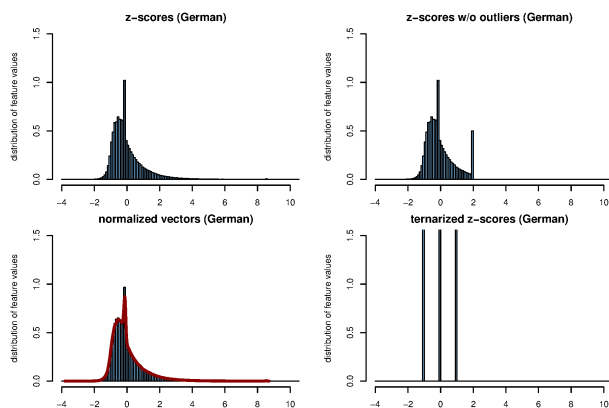 z−scores (German)
distribution of feature values
0.0 0.5 1.0 1.5
−4 −2 0 2 4 6 8 10
z−scores w/o outliers (German)
distribution of feature values
0.0 0.5 1.0 1.5
−4 −2 0 2 4 6 8 10
normalized vectors (German)
distribution of feature values
0.0 0.5 1.0 1.5
−4 −2 0 2 4 6 8 10
ternarized z−scores (German)
distribution of feature values
0.0 0.5 1.0 1.5
−4 −2 0 2 4 6 8 10